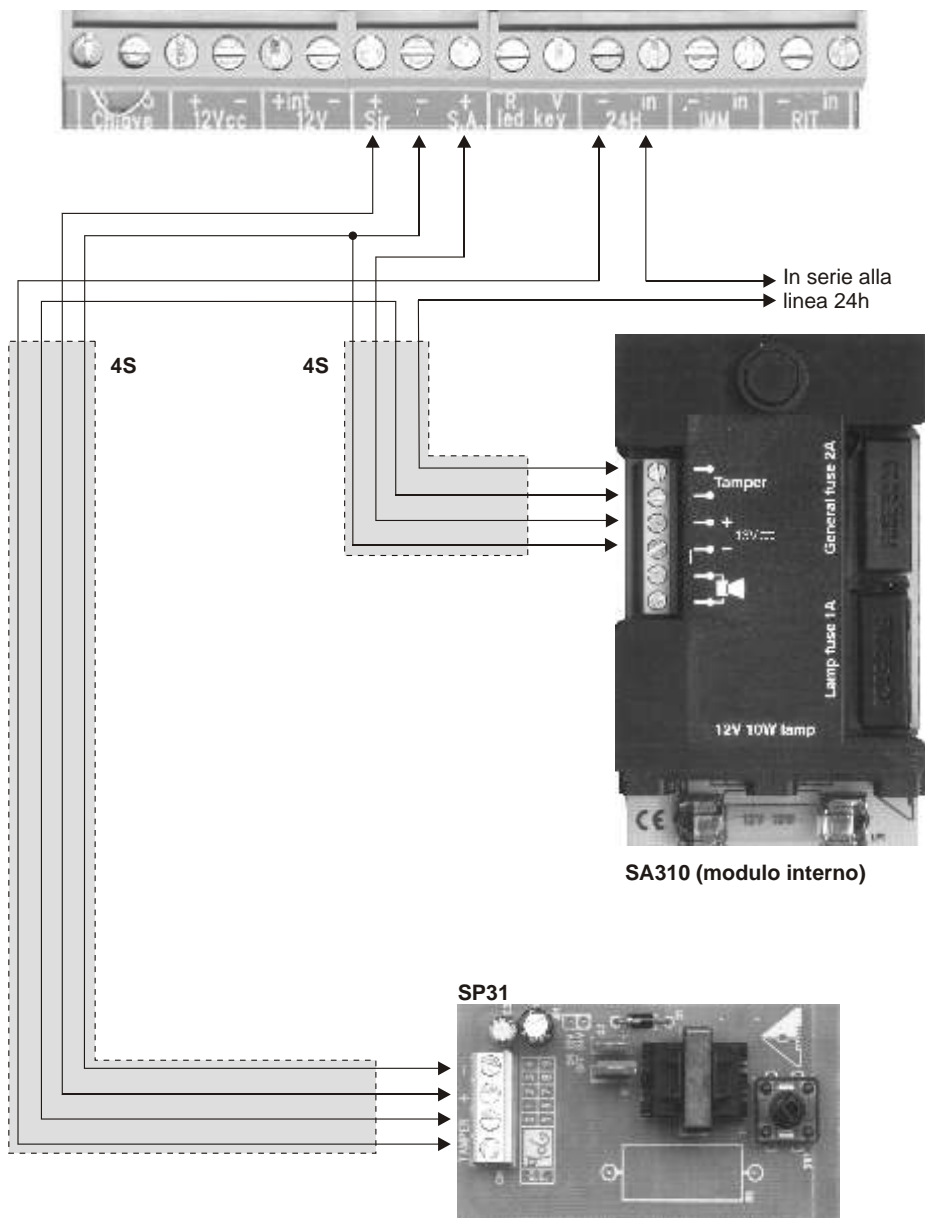 + - +int - + - + R V - in - in - in
Chiave 12Vcc 12V Sir S.A. led key 24H IMM RIT
In serie alla
linea 24h
4S
4S
Tamper
+
13V
-
General fuse 2A
Lamp fuse 1A
12V 10W lamp
CE
12V 10W
SA310 (modulo interno)
SP31
-
+
TAMPER